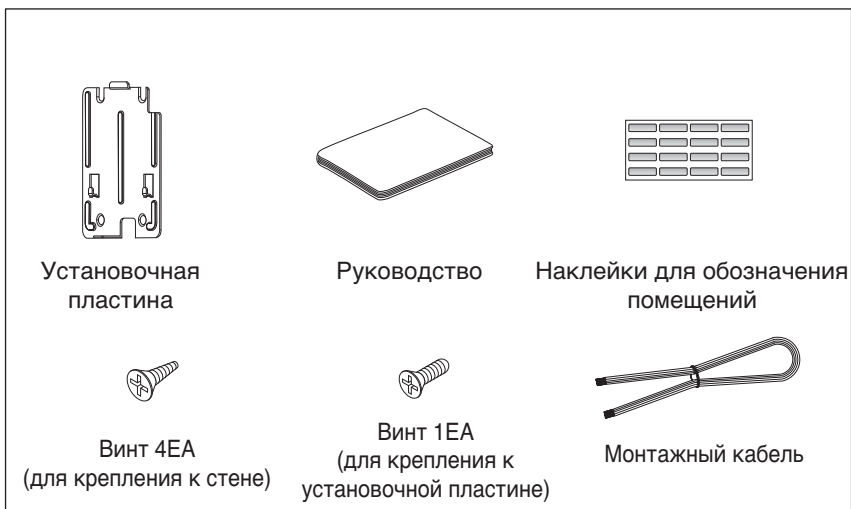 Установочная
пластина
Руководство
Наклейки для обозначения
помещений
Винт 4EA
(для крепления к стене)
Винт 1EA
(для крепления к
установочной пластине)
Монтажный кабель